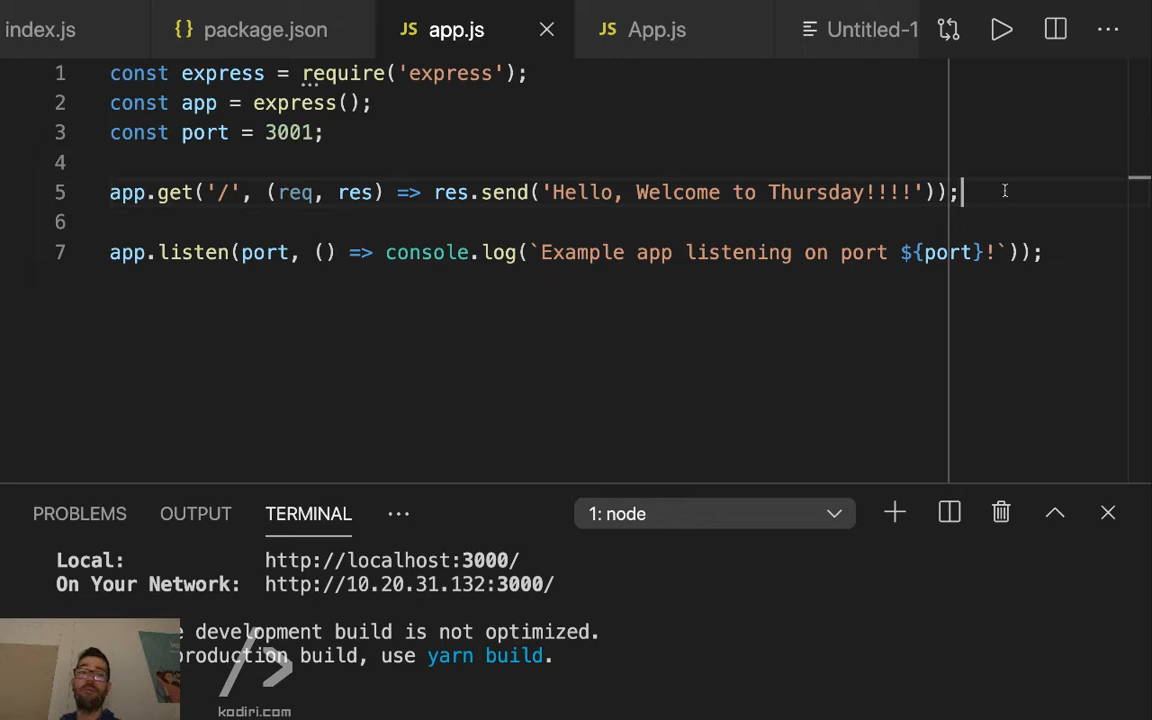 index.js
{} package.json
JS app.js
JS App.js
Untitled-1
1 const express = require('express');
2 const app = express();
3 const port = 3001;
4
5 app.get('/', (req, res) => res.send('Hello, Welcome to Thursday!!!!'));
6
7 app.listen(port, () => console.log(`Example app listening on port ${port}!`));
PROBLEMS OUTPUT TERMINAL ...
1: node
Local: http://localhost:3000/
On Your Network: http://10.20.31.132:3000/
development build is not optimized.
production build, use yarn build.
kodiri.com